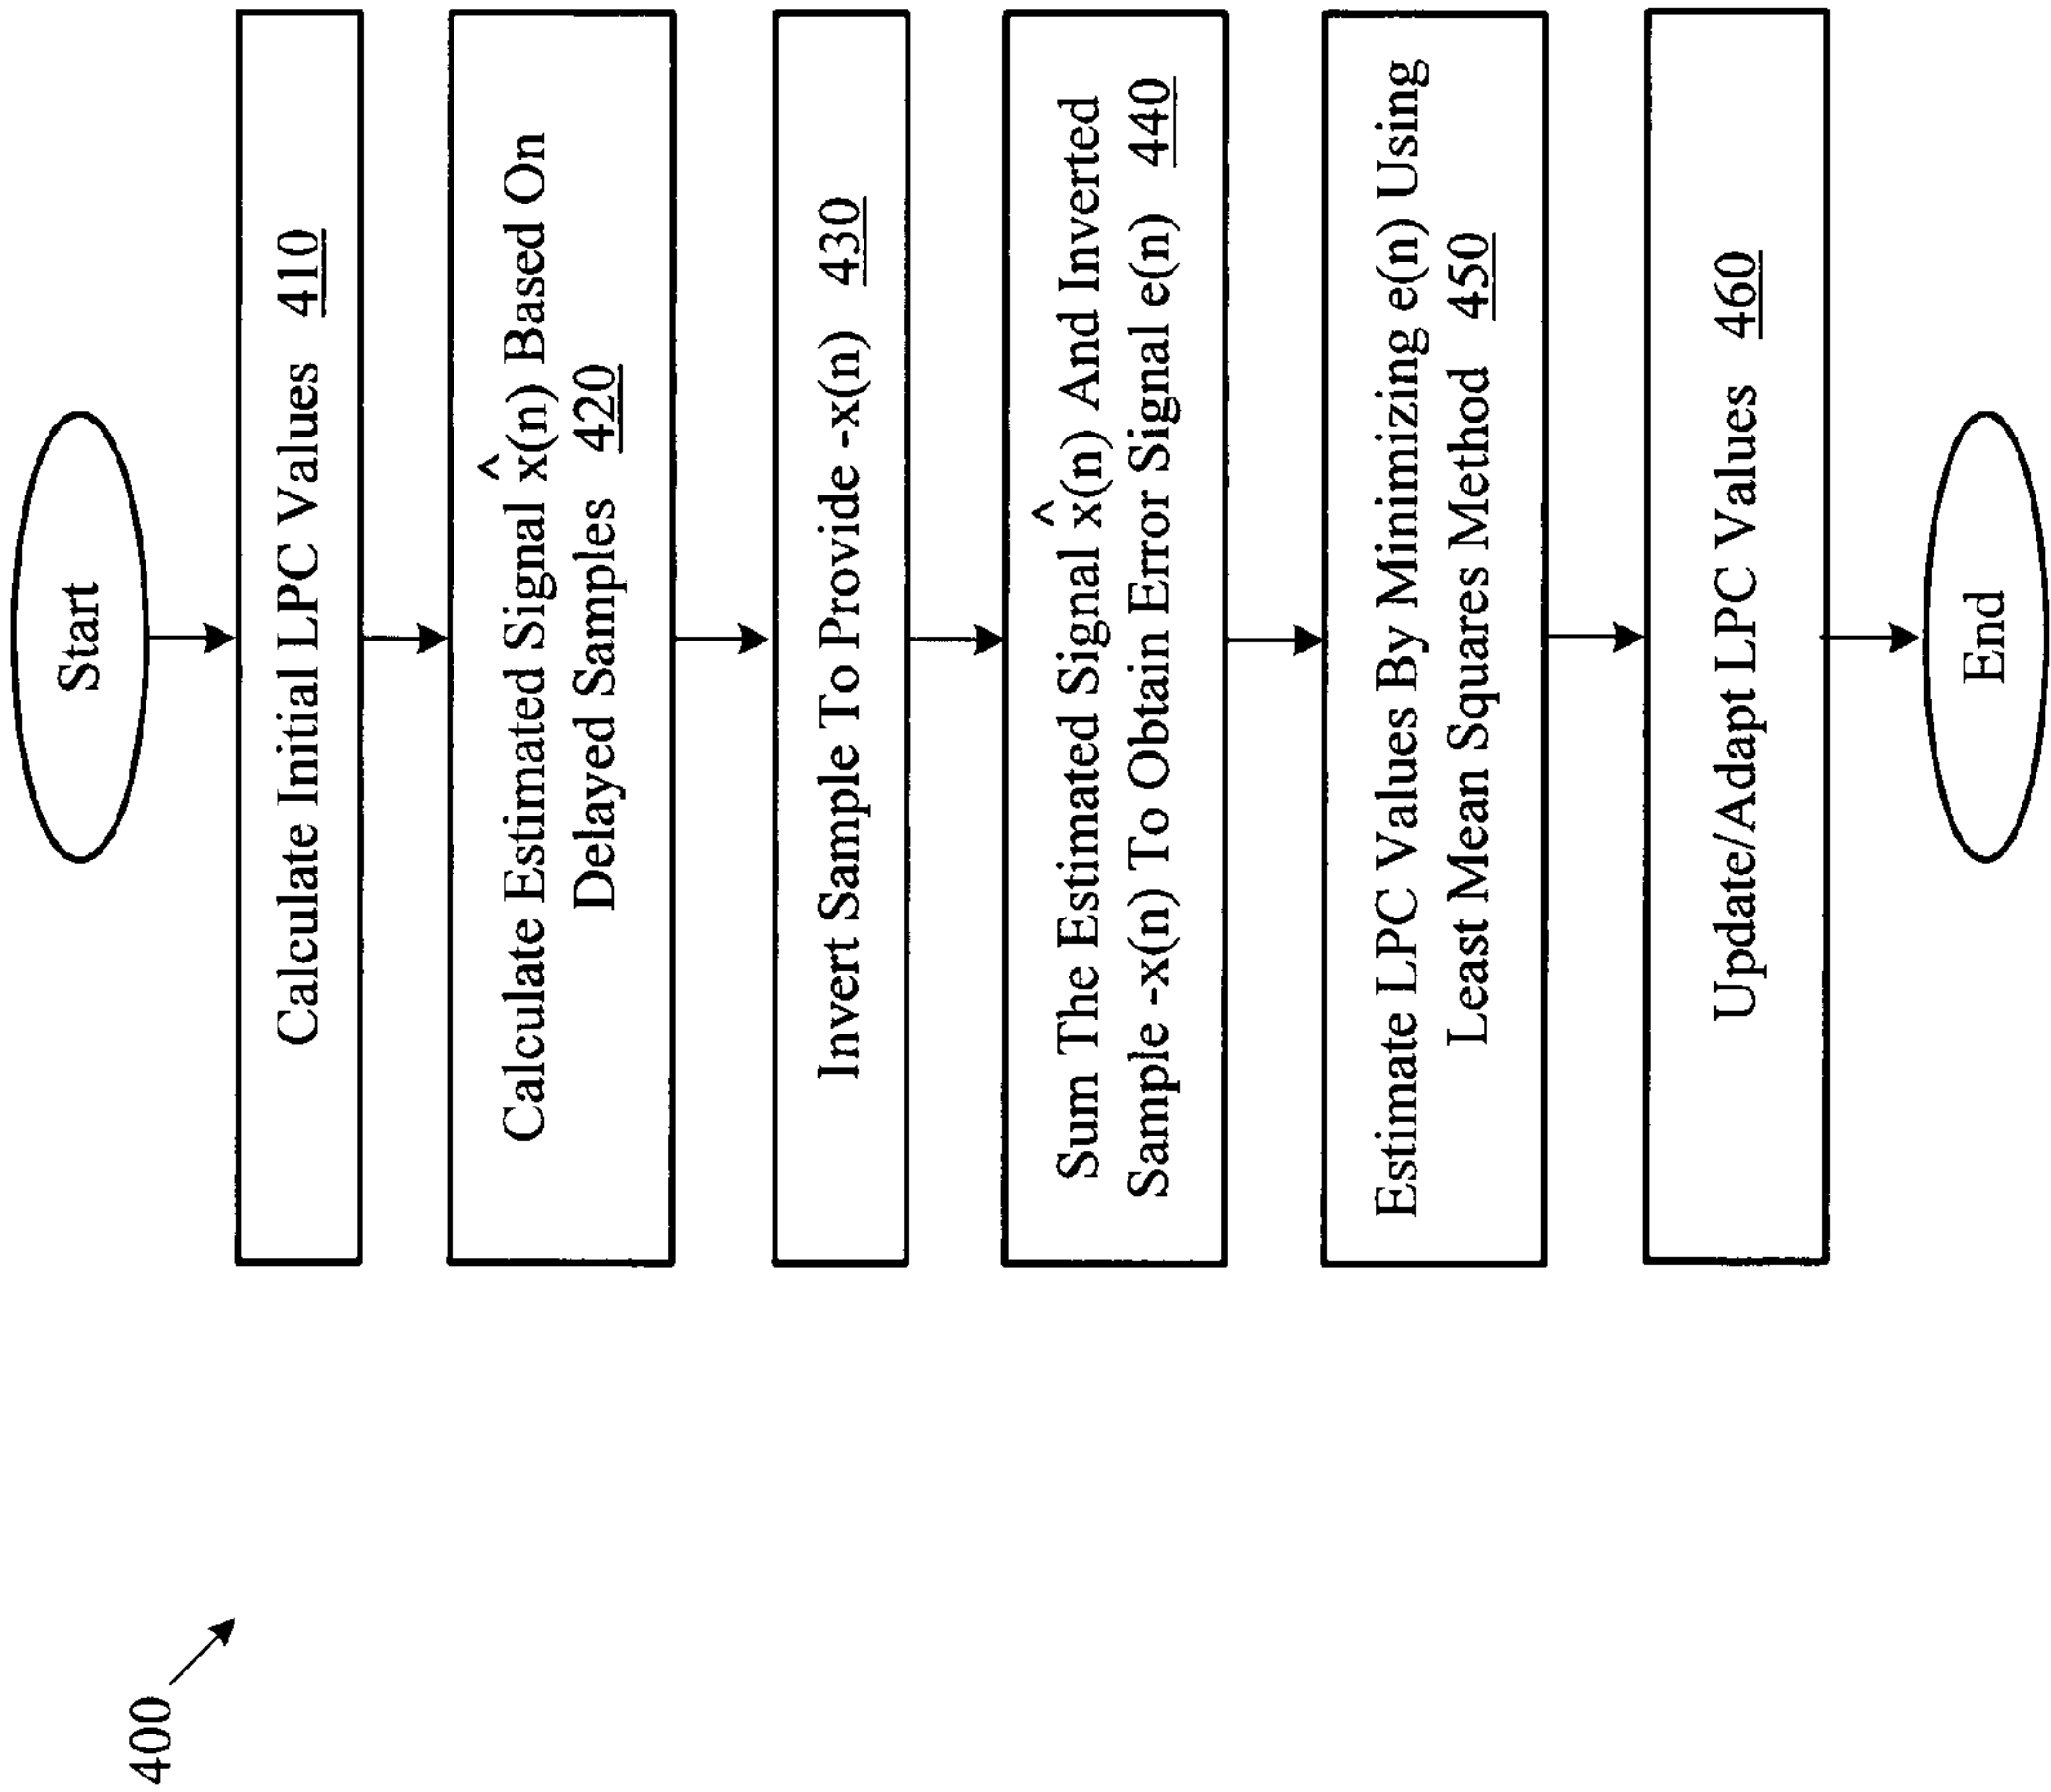 400
Start
Calculate Initial LPC Values 410
Calculate Estimated Signal x̂(n) Based On
Delayed Samples 420
Invert Sample To Provide -x(n) 430
Sum The Estimated Signal x̂(n) And Inverted
Sample -x(n) To Obtain Error Signal e(n) 440
Estimate LPC Values By Minimizing e(n) Using
Least Mean Squares Method 450
Update/Adapt LPC Values 460
End